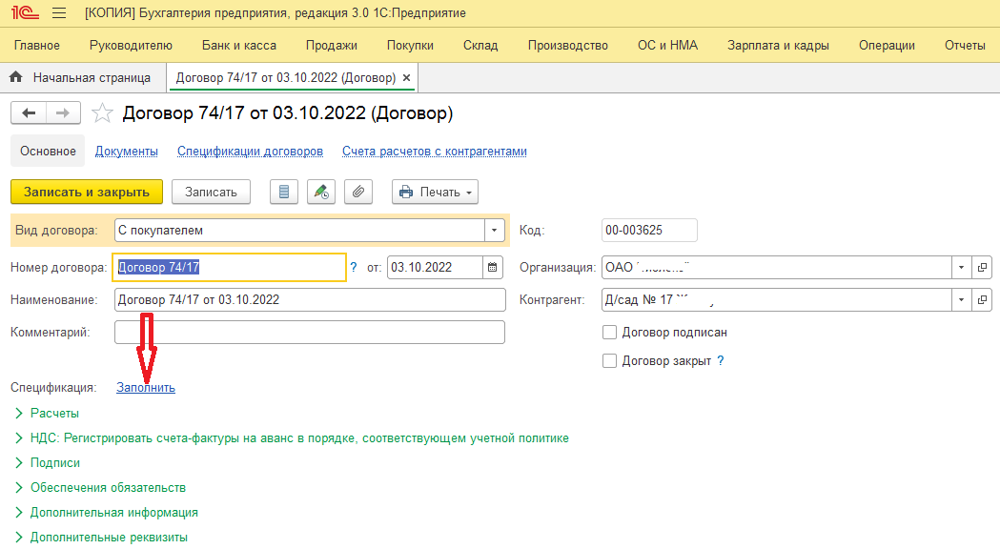 1С [КОПИЯ] Бухгалтерия предприятия, редакция 3.0 1С:Предприятие
Главное Руководителю Банк и касса Продажи Покупки Склад Производство ОС и НМА Зарплата и кадры Операции Отчеты
Начальная страница Договор 74/17 от 03.10.2022 (Договор) ×
Договор 74/17 от 03.10.2022 (Договор)
Основное Документы Спецификации договоров Счета расчетов с контрагентами
Записать и закрыть Записать Печать
Вид договора: С покупателем Код: 00-003625
Номер договора: Договор 74/17 ? от: 03.10.2022 Организация: ОАО
Наименование: Договор 74/17 от 03.10.2022 Контрагент: Д/сад № 17
Комментарий: Договор подписан
Договор закрыт ?
Спецификация: Заполнить
Расчеты
НДС: Регистрировать счета-фактуры на аванс в порядке, соответствующем учетной политике
Подписи
Обеспечения обязательств
Дополнительная информация
Дополнительные реквизиты